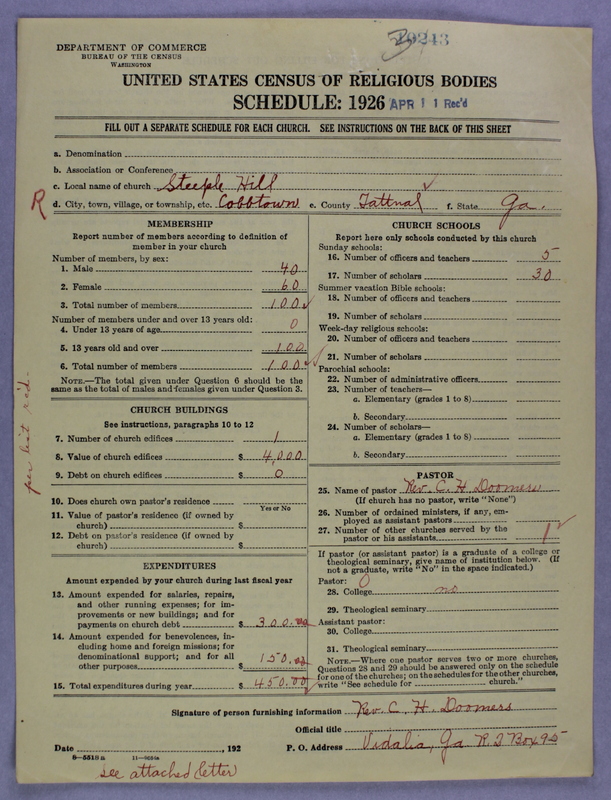 29243
DEPARTMENT OF COMMERCE
BUREAU OF THE CENSUS
WASHINGTON
UNITED STATES CENSUS OF RELIGIOUS BODIES
SCHEDULE: 1926 APR 11 Rec'd
FILL OUT A SEPARATE SCHEDULE FOR EACH CHURCH. SEE INSTRUCTIONS ON THE BACK OF THIS SHEET
a. Denomination
b. Association or Conference
c. Local name of church Steeple Hill
R d. City, town, village, or township, etc. Cobbtown e. County Tattnal f. State Ga.
MEMBERSHIP
Report number of members according to definition of
member in your church
Number of members, by sex:
1. Male 40
2. Female 60
3. Total number of members 100
Number of members under and over 13 years old:
4. Under 13 years of age 0
5. 13 years old and over 100
6. Total number of members 100
NOTE.—The total given under Question 6 should be
same as the total of males and females given under Question 3.
CHURCH BUILDINGS
See instructions, paragraphs 10 to 12
7. Number of church edifices 1
8. Value of church edifices $ 4,000
9. Debt on church edifices $ 0
10. Does church own pastor's residence
Yes or No
11. Value of pastor's residence (if owned by
church) $
12. Debt on pastor's residence (if owned by
church) $
EXPENDITURES
Amount expended by your church during last fiscal year
13. Amount expended for salaries, repairs,
and other running expenses; for im-
provements or new buildings; and for
payments on church debt $ 300.00
14. Amount expended for benevolences, in-
cluding home and foreign missions; for
denominational support; and for all
other purposes $ 150.00
15. Total expenditures during year $ 450.00
CHURCH SCHOOLS
Report here only schools conducted by this church
Sunday schools:
16. Number of officers and teachers 5
17. Number of scholars 30
Summer vacation Bible schools:
18. Number of officers and teachers
19. Number of scholars
Week-day religious schools:
20. Number of officers and teachers
21. Number of scholars
Parochial schools:
22. Number of administrative officers
23. Number of teachers—
a. Elementary (grades 1 to 8)
b. Secondary
24. Number of scholars—
a. Elementary (grades 1 to 8)
b. Secondary
PASTOR
25. Name of pastor Rev. C. H. Doomers
(If church has no pastor, write "None")
26. Number of ordained ministers, if any, em-
ployed as assistant pastors
27. Number of other churches served by the
pastor or his assistants 1
If pastor (or assistant pastor) is a graduate of a college or
theological seminary, give name of institution below. (If
not a graduate, write "No" in the space indicated.)
Pastor: 0
28. College no
29. Theological seminary
Assistant pastor:
30. College
31. Theological seminary
NOTE.—Where one pastor serves two or more churches,
Questions 28 and 29 should be answered only on the schedule
for one of the churches; on the schedules for the other churches,
write "See schedule for church."
Signature of person furnishing information Rev. C. H. Doomers
Official title
Date , 192 P. O. Address Vidalia, Ga R 2 Box 95
8—5518a 11—9084a
see attached letter
per list